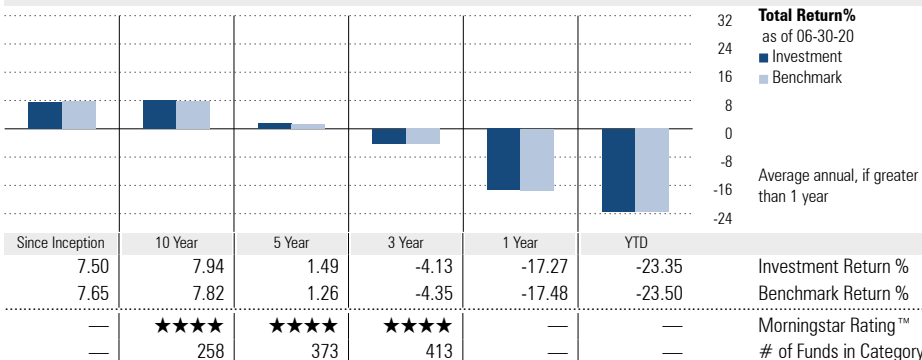 32
24
16
8
0
-8
-16
-24
Total Return%
as of 06-30-20
■ Investment
■ Benchmark
Average annual, if greater
than 1 year
Since Inception 10 Year 5 Year 3 Year 1 Year YTD
7.50 7.94 1.49 -4.13 -17.27 -23.35 Investment Return %
7.65 7.82 1.26 -4.35 -17.48 -23.50 Benchmark Return %
— ★★★★ ★★★★ ★★★★ — — Morningstar Rating™
— 258 373 413 — — # of Funds in Category